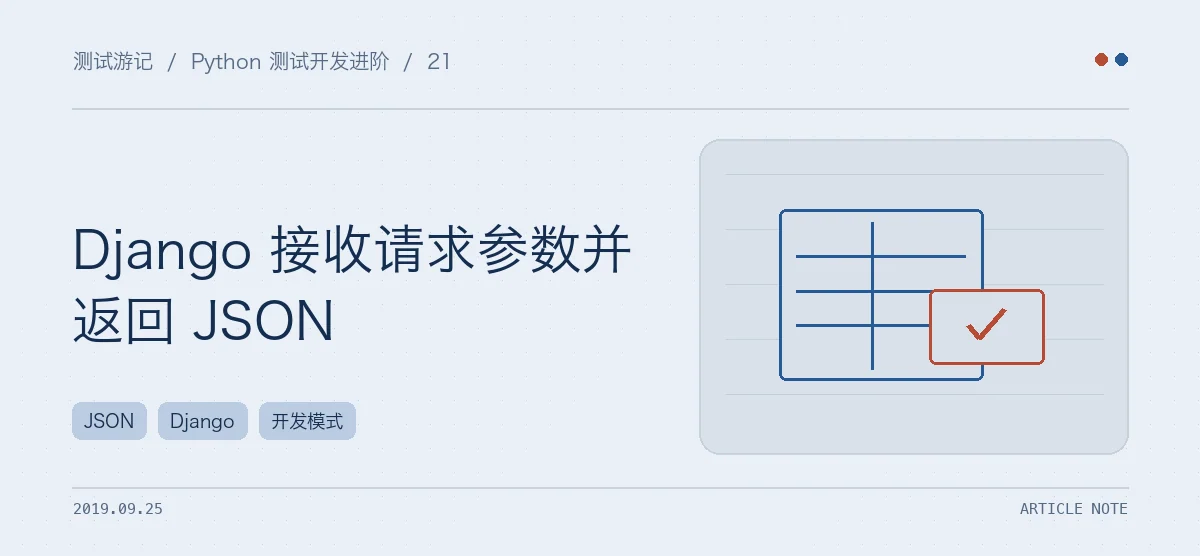 测试游记 / Python 测试开发进阶 / 21
Django 接收请求参数并
返回 JSON
JSON
Django
开发模式
2019.09.25
ARTICLE NOTE